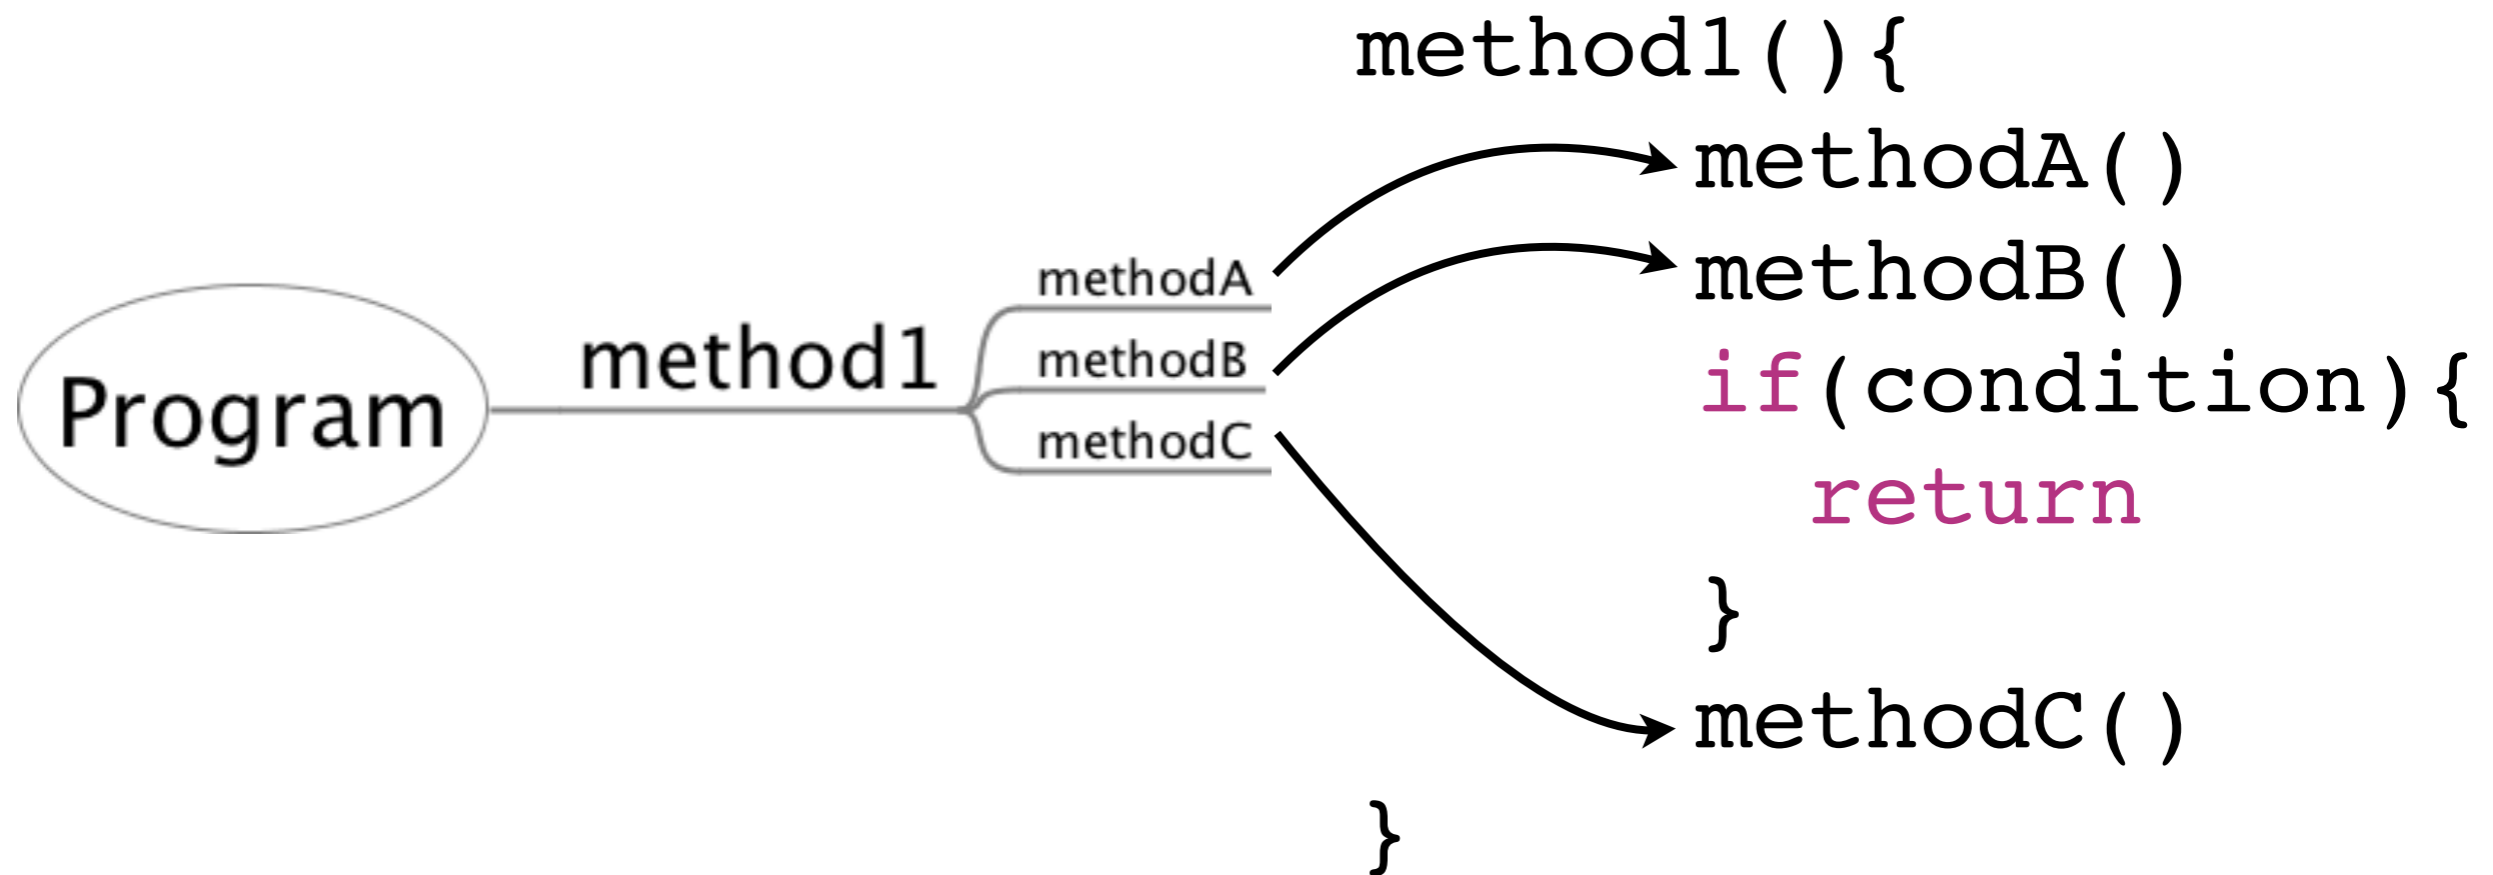 Program
method1
methodA
methodB
methodC
method1(){
methodA()
methodB()
if(condition){
return
}
methodC()
}